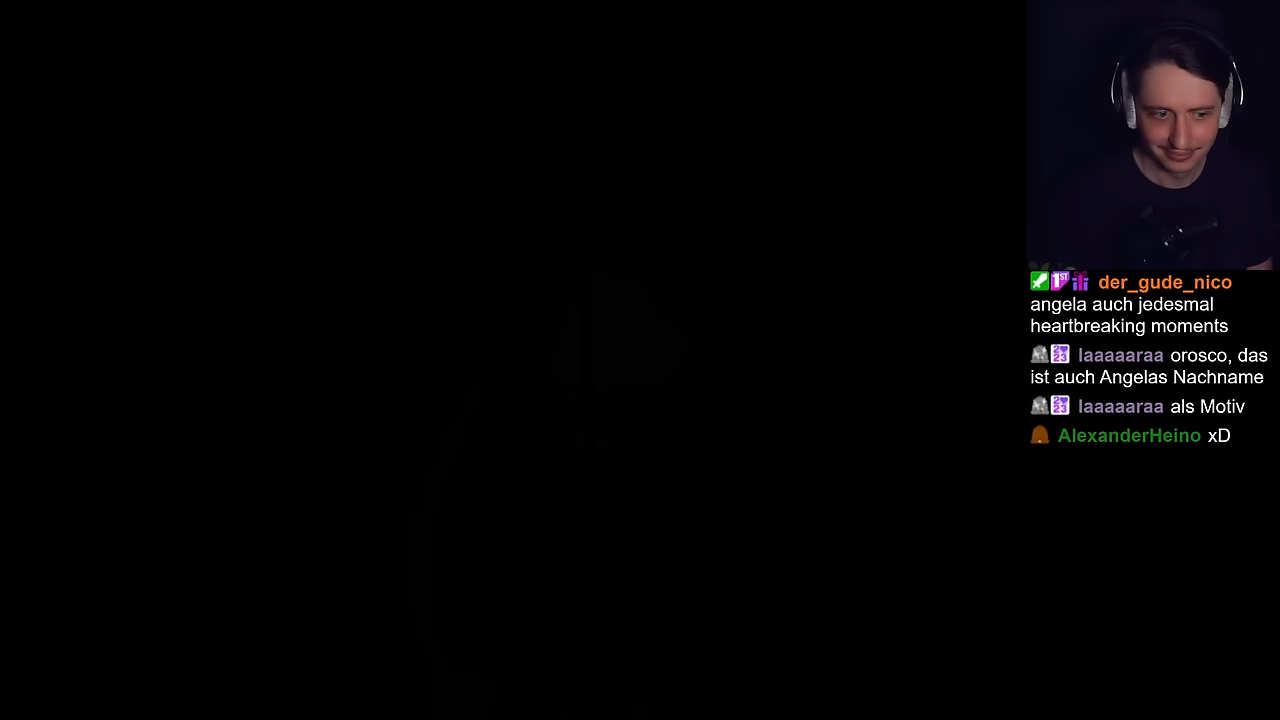 der_gude_nico
angela auch jedesmal
heartbreaking moments
laaaaaraa orosco, das
ist auch Angelas Nachname
laaaaaraa als Motiv
AlexanderHeino xD